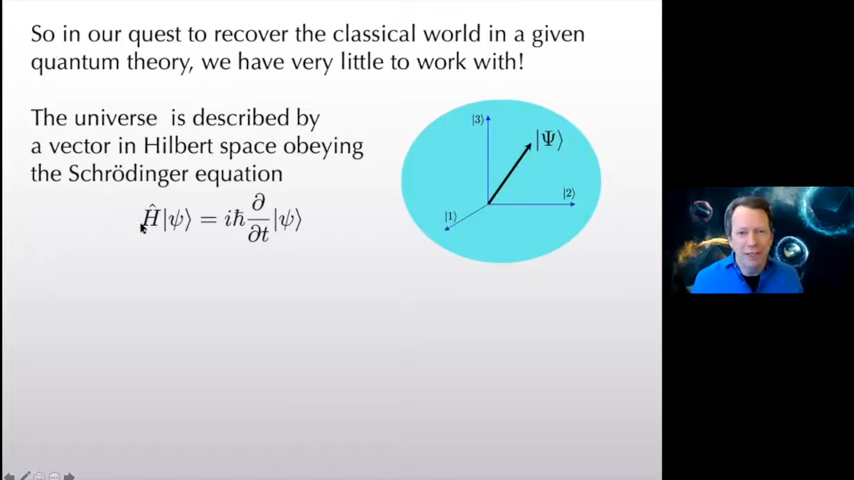 So in our quest to recover the classical world in a given
quantum theory, we have very little to work with!
The universe is described by
a vector in Hilbert space obeying
the Schrödinger equation
Ĥ|ψ⟩ = iℏ ∂/∂t |ψ⟩
|3⟩
|Ψ⟩
|2⟩
|1⟩